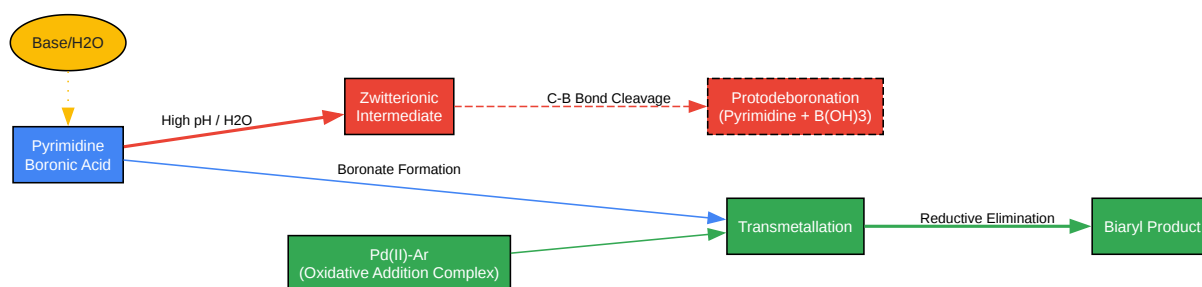 Base/H2O
Pyrimidine
Boronic Acid
High pH / H2O
Zwitterionic
Intermediate
C-B Bond Cleavage
Protodeboronation
(Pyrimidine + B(OH)3)
Boronate Formation
Pd(II)-Ar
(Oxidative Addition Complex)
Transmetallation
Reductive Elimination
Biaryl Product